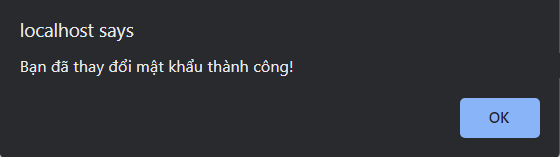 localhost says
Bạn đã thay đổi mật khẩu thành công!
OK